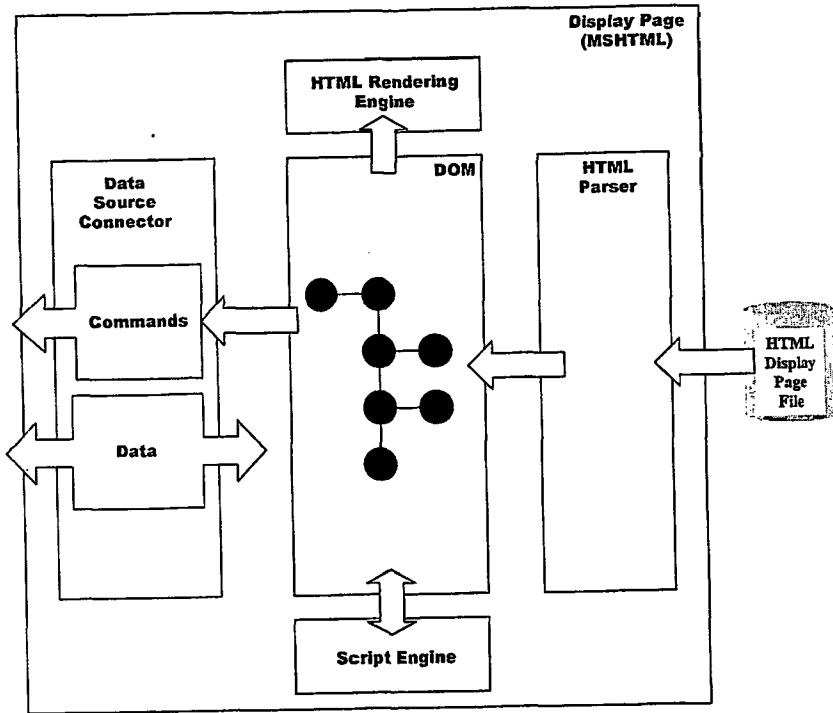 Display Page
(MSHTML)
HTML Rendering
Engine
DOM
HTML
Parser
Data
Source
Connector
Commands
Data
HTML
Display
Page
File
Script Engine